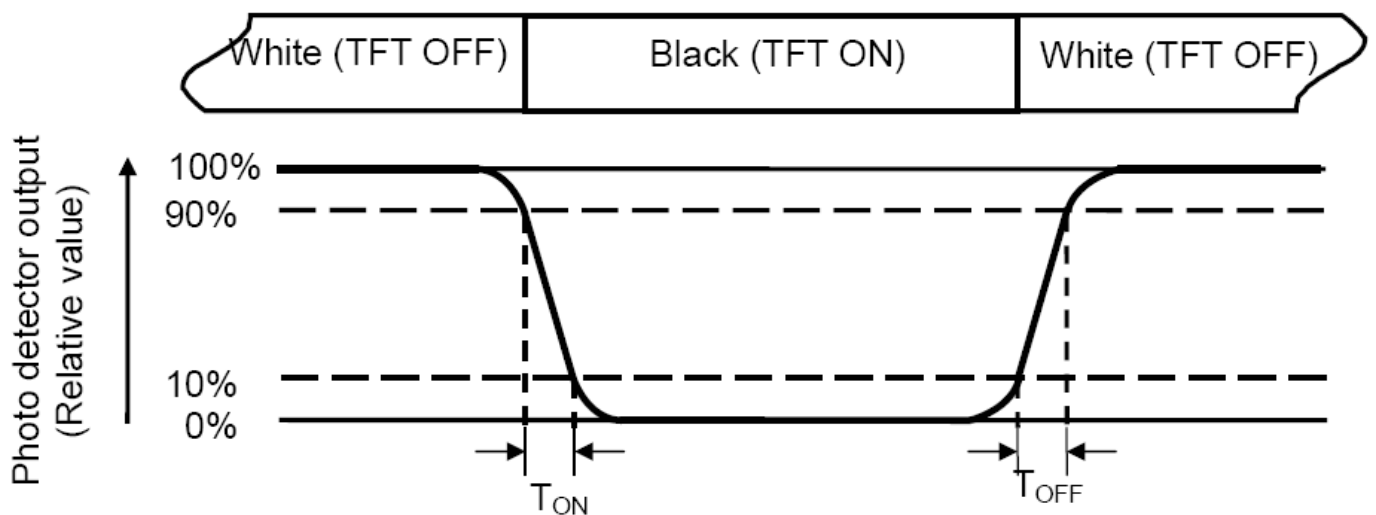 White (TFT OFF)
Black (TFT ON)
White (TFT OFF)
Photo detector output
(Relative value)
100%
90%
10%
0%
TON
TOFF